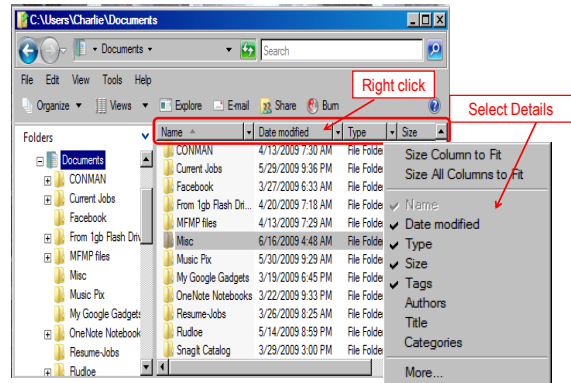 C:\Users\Charlie\Documents
Documents
Search
File Edit View Tools Help
Right click
Organize Views Explore E-mail Share Burn
Select Details
Folders
Name Date modified Type Size
Documents
CONMAN
Current Jobs
Facebook
From 1gb Flash Driv
MFMP files
Misc
Music Pix
My Google Gadgets
OneNote Notebook
Resume-Jobs
Rudloe
CONMAN 4/13/2009 7:30 AM File Folde
Current Jobs 5/29/2009 9:36 PM File Folde
Facebook 3/27/2009 6:33 AM File Folde
From 1gb Flash Dri... 4/20/2009 7:18 AM File Folde
MFMP files 4/13/2009 7:29 AM File Folde
Misc 6/16/2009 4:48 AM File Folde
Music Pix 5/30/2009 9:29 AM File Folde
My Google Gadgets 3/19/2009 6:45 PM File Folde
OneNote Notebooks 3/22/2009 9:33 PM File Folde
Resume-Jobs 3/26/2009 8:25 AM File Folde
Rudloe 5/14/2009 8:59 PM File Folde
SnagIt Catalog 3/29/2009 3:00 PM File Folde
Size Column to Fit
Size All Columns to Fit
Name
Date modified
Type
Size
Tags
Authors
Title
Categories
More...